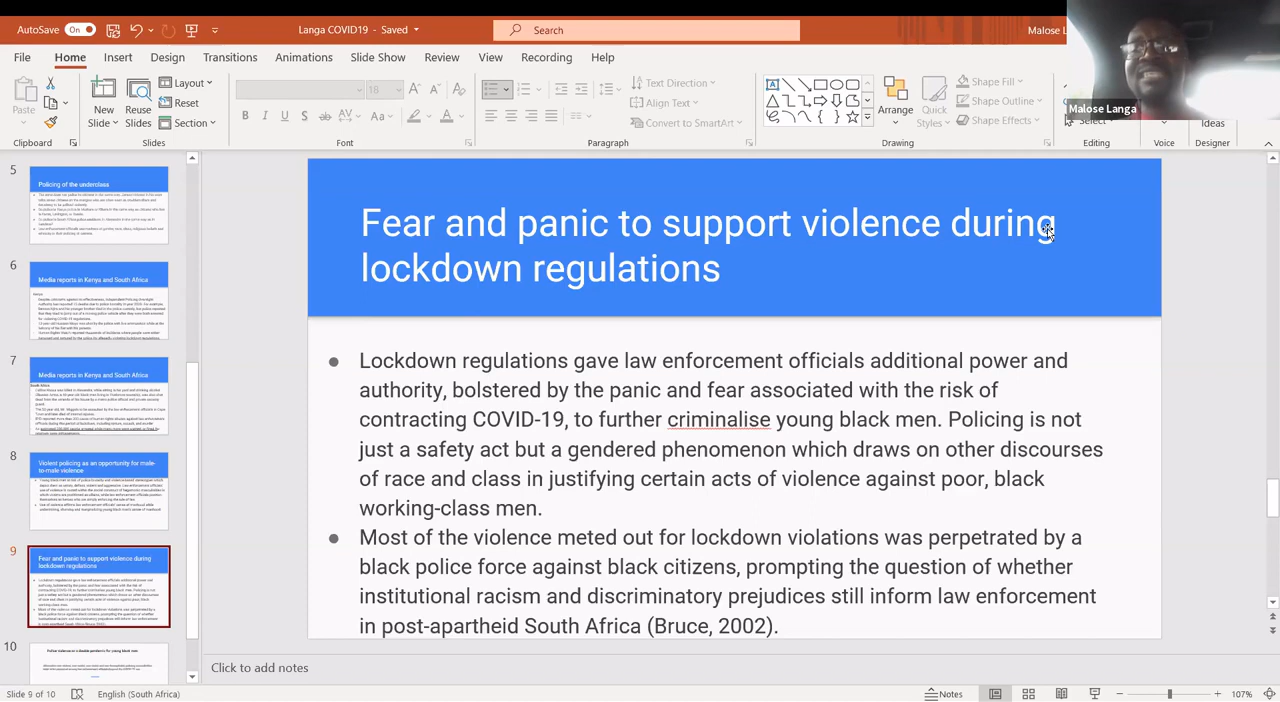 AutoSave On
Langa COVID19 - Saved
Search
Malose L
File Home Insert Design Transitions Animations Slide Show Review View Recording Help
Paste
New Slide
Reuse Slides
Layout
Reset
Section
18
Text Direction
Align Text
Convert to SmartArt
Arrange
Quick Styles
Shape Fill
Shape Outline
Shape Effects
Select
Malose Langa
Clipboard Slides Font Paragraph Drawing Editing Voice Designer
Ideas
5
Policing of the underclass
6
Media reports in Kenya and South Africa
Kenya
7
Media reports in Kenya and South Africa
South Africa
8
Violent policing as an opportunity for male-
to-male violence
9
Fear and panic to support violence during
lockdown regulations
10
Fear and panic to support violence during
lockdown regulations
● Lockdown regulations gave law enforcement officials additional power and
authority, bolstered by the panic and fear associated with the risk of
contracting COVID-19, to further criminalise young black men. Policing is not
just a safety act but a gendered phenomenon which draws on other discourses
of race and class in justifying certain acts of violence against poor, black
working-class men.
● Most of the violence meted out for lockdown violations was perpetrated by a
black police force against black citizens, prompting the question of whether
institutional racism and discriminatory prejudices still inform law enforcement
in post-apartheid South Africa (Bruce, 2002).
Click to add notes
Slide 9 of 10
English (South Africa)
Notes
107%